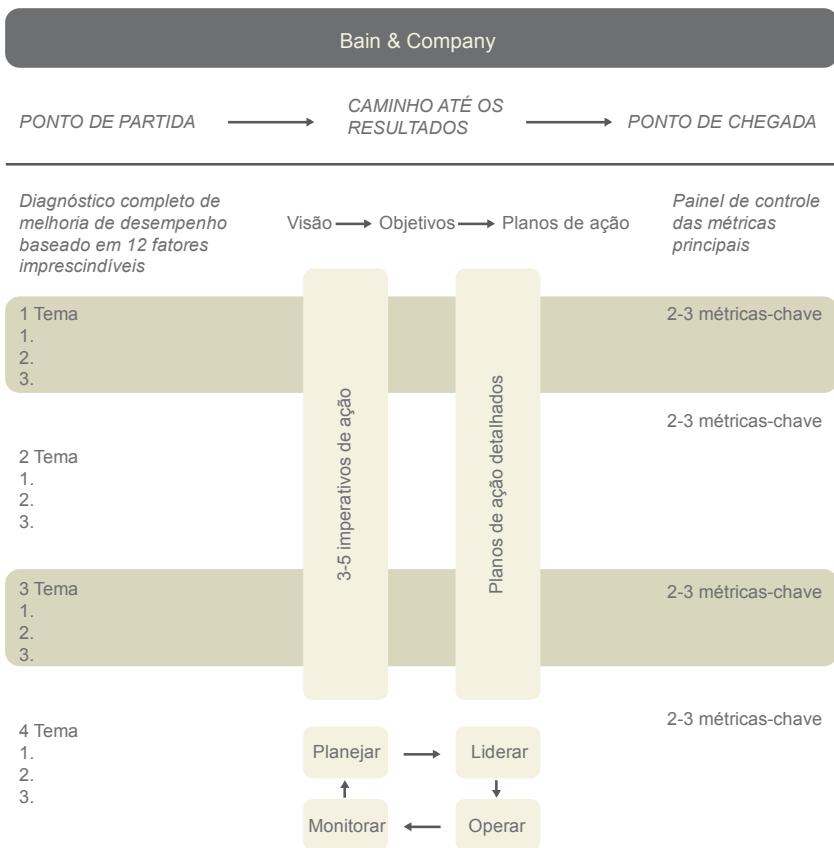 Bain & Company
PONTO DE PARTIDA
CAMINHO ATÉ OS
RESULTADOS
PONTO DE CHEGADA
Diagnóstico completo de
melhoria de desempenho
baseado em 12 fatores
imprescindíveis
Visão
Objetivos
Planos de ação
Painel de controle
das métricas
principais
1 Tema
1.
2.
3.
2-3 métricas-chave
2 Tema
1.
2.
3.
2-3 métricas-chave
3 Tema
1.
2.
3.
2-3 métricas-chave
4 Tema
1.
2.
3.
2-3 métricas-chave
3-5 imperativos de ação
Planos de ação detalhados
Planejar
Liderar
Monitorar
Operar